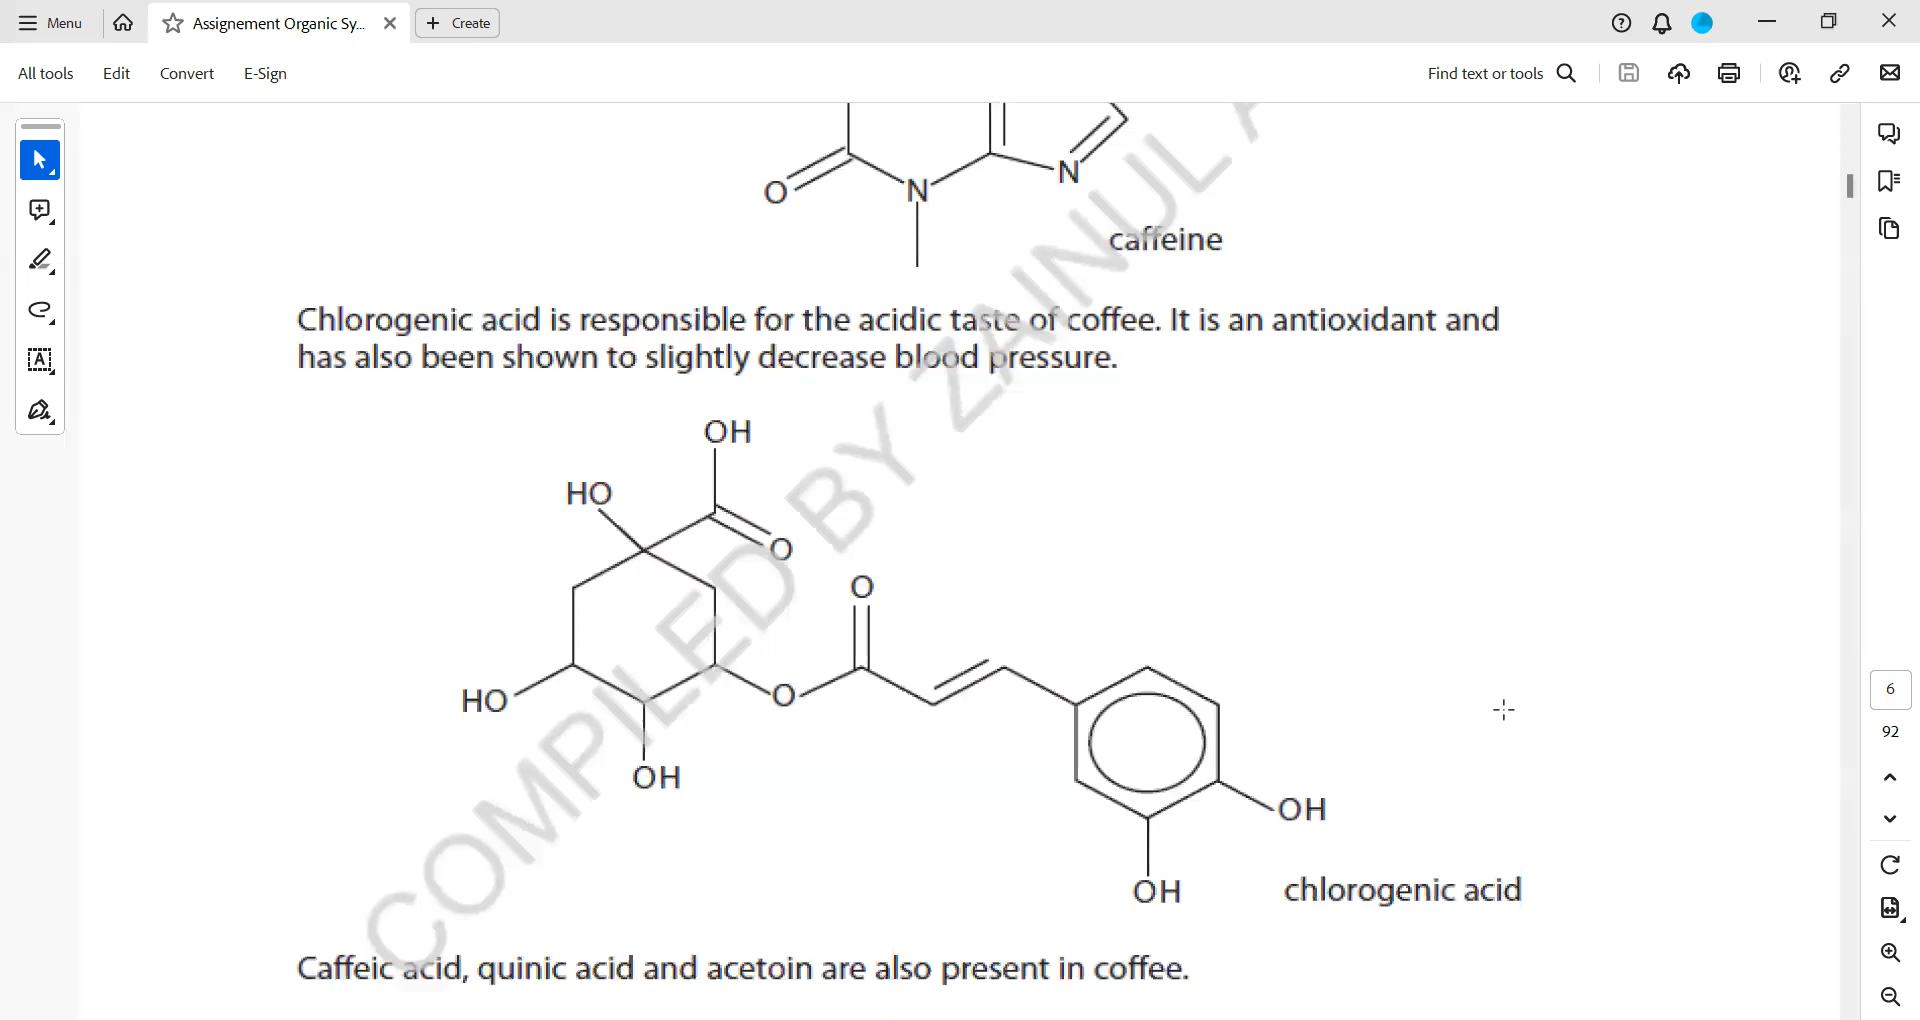 Menu
Assignement Organic Sy...
Create
All tools
Edit
Convert
E-Sign
Find text or tools
O
N
N
caffeine
Chlorogenic acid is responsible for the acidic taste of coffee. It is an antioxidant and
has also been shown to slightly decrease blood pressure.
OH
HO
O
O
HO
O
OH
OH
OH
chlorogenic acid
Caffeic acid, quinic acid and acetoin are also present in coffee.
COMPILED BY ZAINUL A
6
92